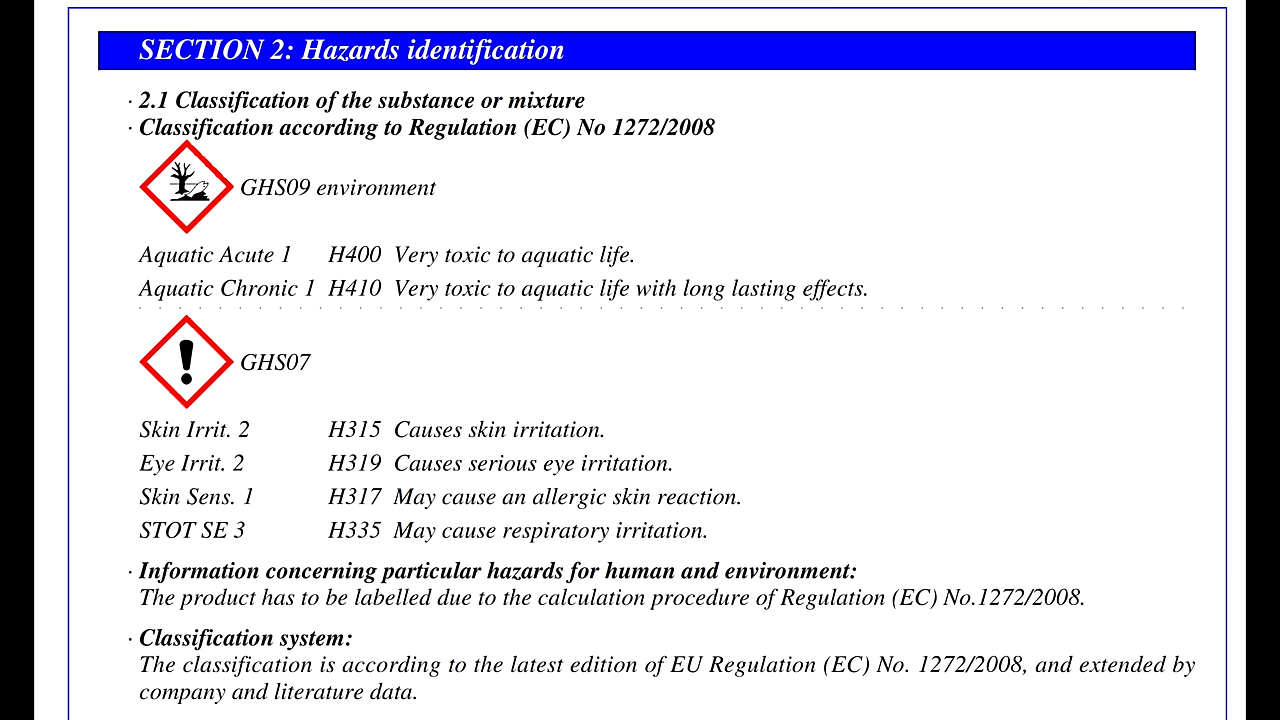 SECTION 2: Hazards identification
· 2.1 Classification of the substance or mixture
· Classification according to Regulation (EC) No 1272/2008
GHS09 environment
Aquatic Acute 1 H400 Very toxic to aquatic life.
Aquatic Chronic 1 H410 Very toxic to aquatic life with long lasting effects.
GHS07
Skin Irrit. 2 H315 Causes skin irritation.
Eye Irrit. 2 H319 Causes serious eye irritation.
Skin Sens. 1 H317 May cause an allergic skin reaction.
STOT SE 3 H335 May cause respiratory irritation.
· Information concerning particular hazards for human and environment:
The product has to be labelled due to the calculation procedure of Regulation (EC) No.1272/2008.
· Classification system:
The classification is according to the latest edition of EU Regulation (EC) No. 1272/2008, and extended by
company and literature data.